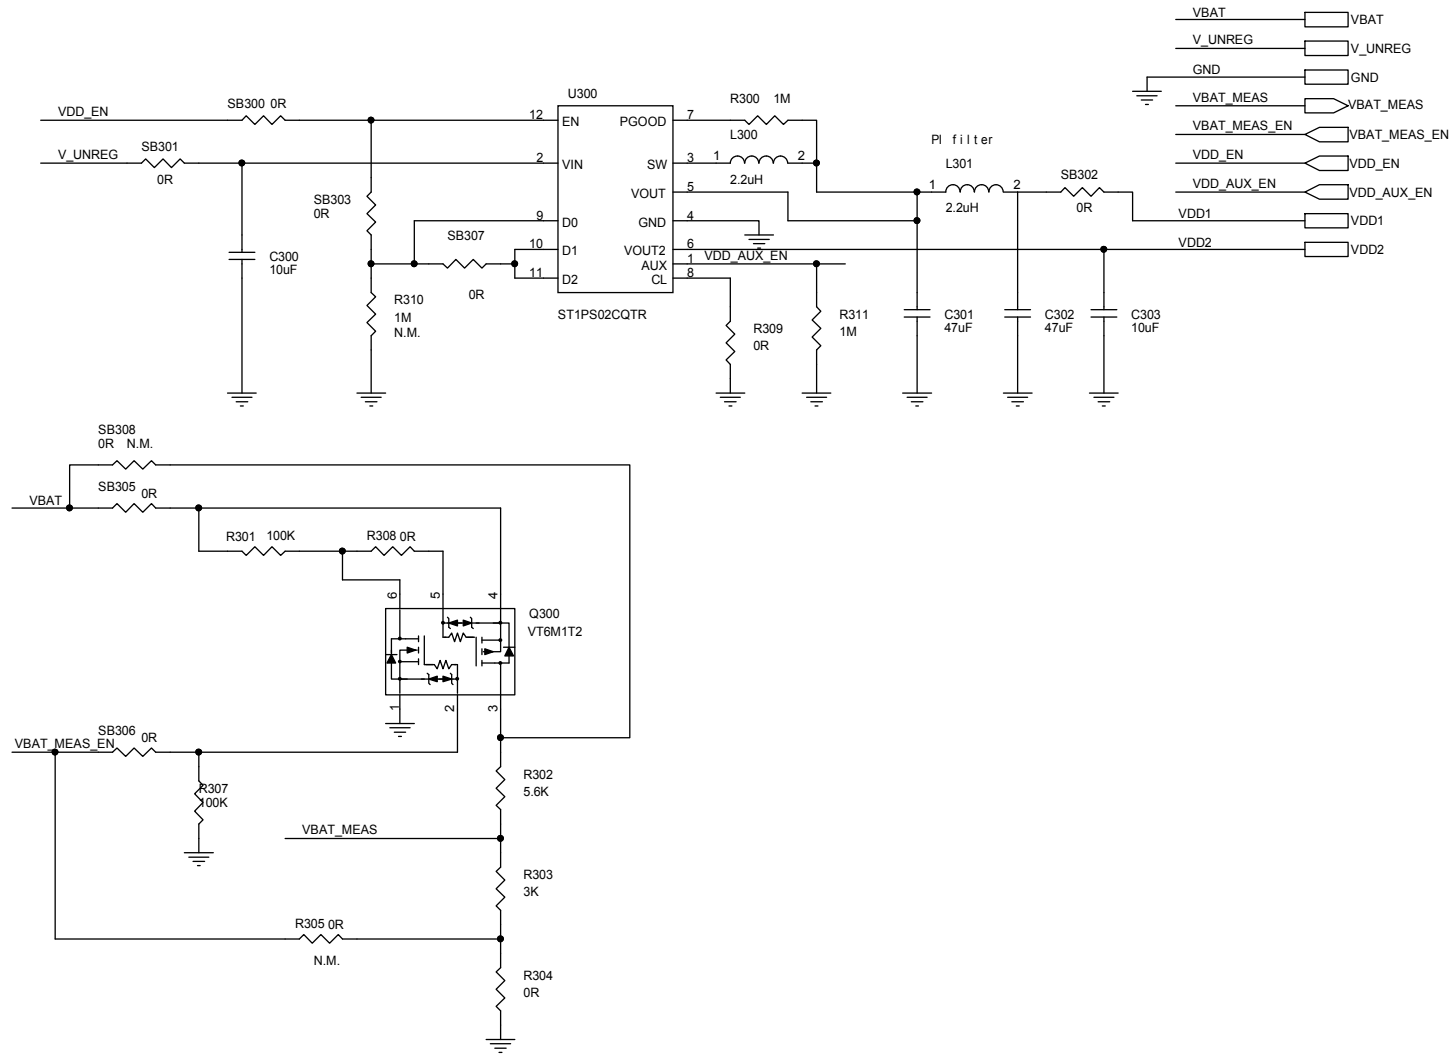 VBAT
VBAT
V_UNREG
V_UNREG
GND
GND
VBAT_MEAS
VBAT_MEAS
VBAT_MEAS_EN
VBAT_MEAS_EN
VDD_EN
VDD_EN
VDD_AUX_EN
VDD_AUX_EN
VDD1
VDD1
VDD2
VDD2
VDD_EN
SB300 0R
V_UNREG
SB301
0R
SB303
0R
SB307
0R
C300
10uF
R310
1M
N.M.
U300
12 EN
2 VIN
9 D0
10 D1
11 D2
PGOOD 7
SW 3
VOUT 5
GND 4
VOUT2 6
AUX 1
CL 8
ST1PS02CQTR
R300 1M
L300
1 2
2.2uH
VDD_AUX_EN
R309
0R
R311
1M
PI filter
L301
1 2
2.2uH
SB302
0R
C301
47uF
C302
47uF
C303
10uF
SB308
0R N.M.
VBAT
SB305 0R
R301 100K
R308 0R
6 5 4
Q300
VT6M1T2
1 2 3
VBAT_MEAS_EN
SB306 0R
R307
100K
R302
5.6K
VBAT_MEAS
R303
3K
R305 0R
N.M.
R304
0R